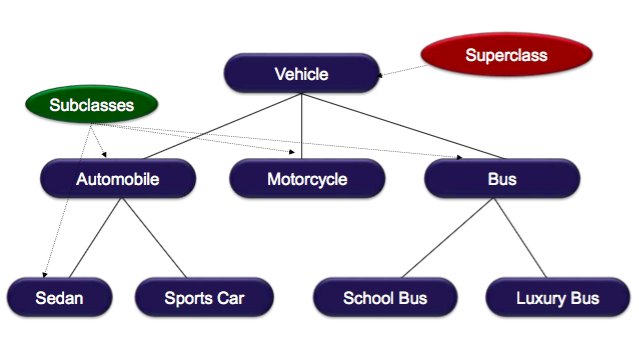 Superclass
Vehicle
Subclasses
Automobile
Motorcycle
Bus
Sedan
Sports Car
School Bus
Luxury Bus